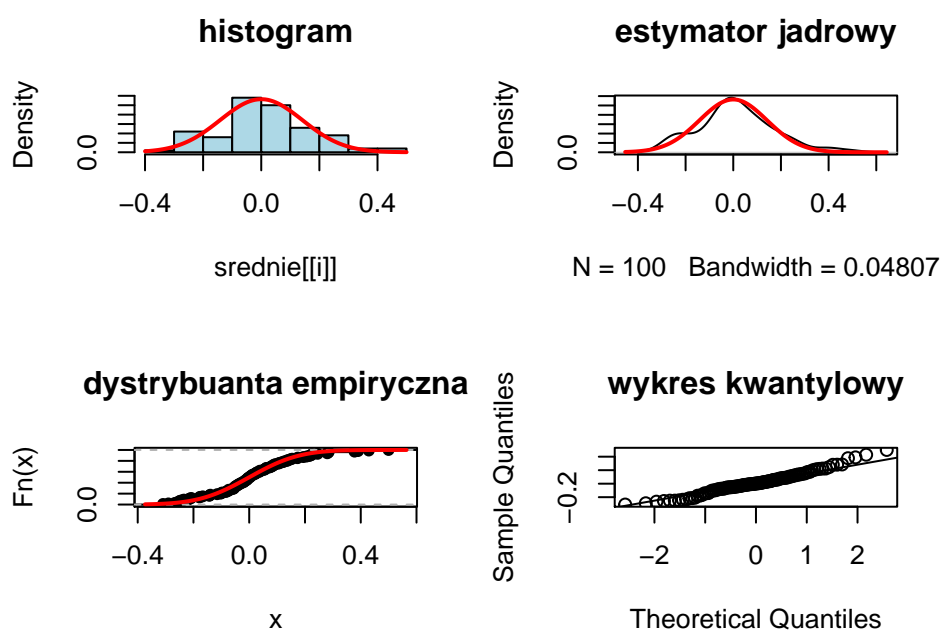 histogram
Density
0.0
−0.4 0.0 0.4
srednie[[i]]
estymator jadrowy
Density
0.0
−0.4 0.0 0.4
N = 100 Bandwidth = 0.04807
dystrybuanta empiryczna
Fn(x)
0.0
−0.4 0.0 0.4
x
wykres kwantylowy
Sample Quantiles
−0.2
−2 0 1 2
Theoretical Quantiles